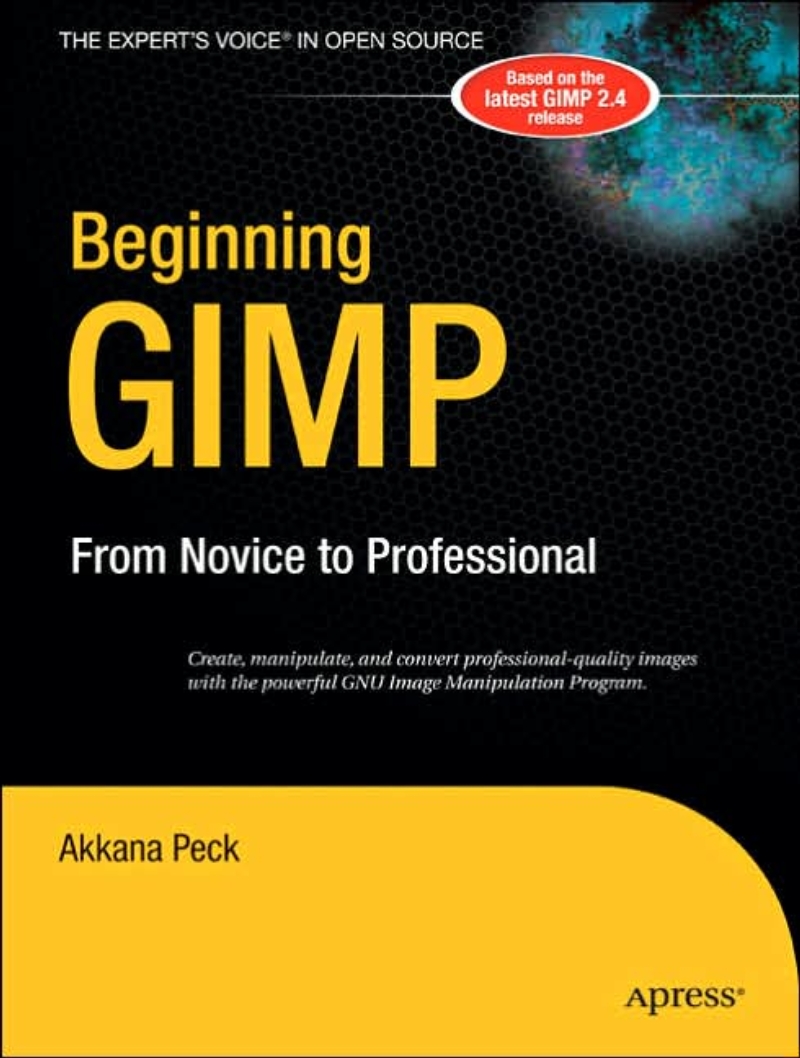 THE EXPERT'S VOICE® IN OPEN SOURCE
Based on the
latest GIMP 2.4
release
Beginning
GIMP
From Novice to Professional
Create, manipulate, and convert professional-quality images
with the powerful GNU Image Manipulation Program.
Akkana Peck
Apress®